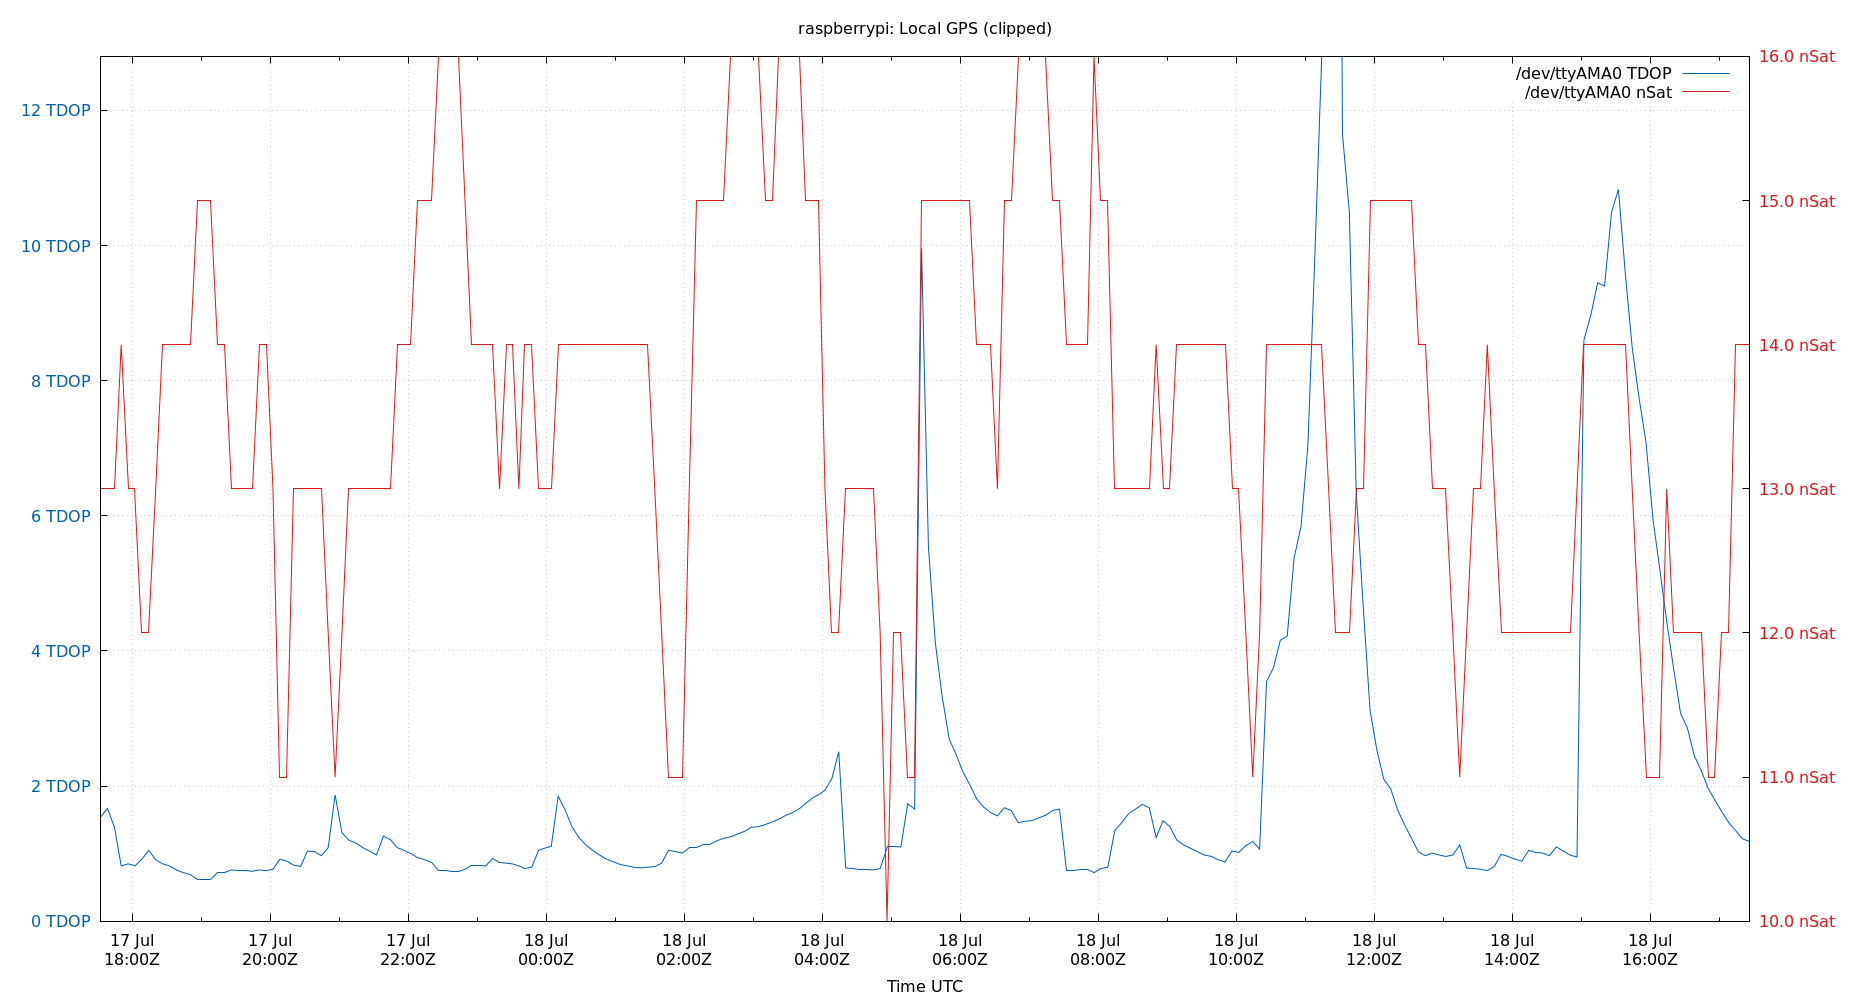 raspberrypi: Local GPS (clipped)
/dev/ttyAMA0 TDOP
/dev/ttyAMA0 nSat
12 TDOP
10 TDOP
8 TDOP
6 TDOP
4 TDOP
2 TDOP
0 TDOP
16.0 nSat
15.0 nSat
14.0 nSat
13.0 nSat
12.0 nSat
11.0 nSat
10.0 nSat
17 Jul
18:00Z
17 Jul
20:00Z
17 Jul
22:00Z
18 Jul
00:00Z
18 Jul
02:00Z
18 Jul
04:00Z
18 Jul
06:00Z
18 Jul
08:00Z
18 Jul
10:00Z
18 Jul
12:00Z
18 Jul
14:00Z
18 Jul
16:00Z
Time UTC